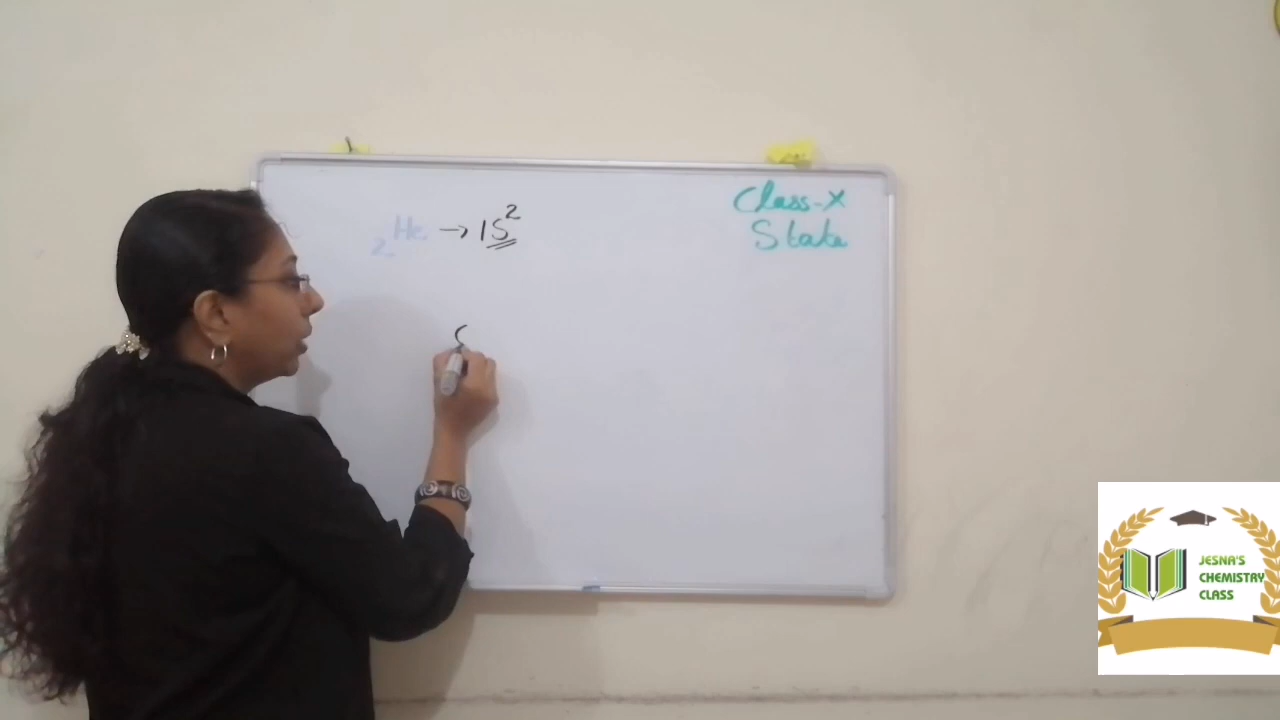 Class-X
State
₂He → 1S²
JESNA'S
CHEMISTRY
CLASS